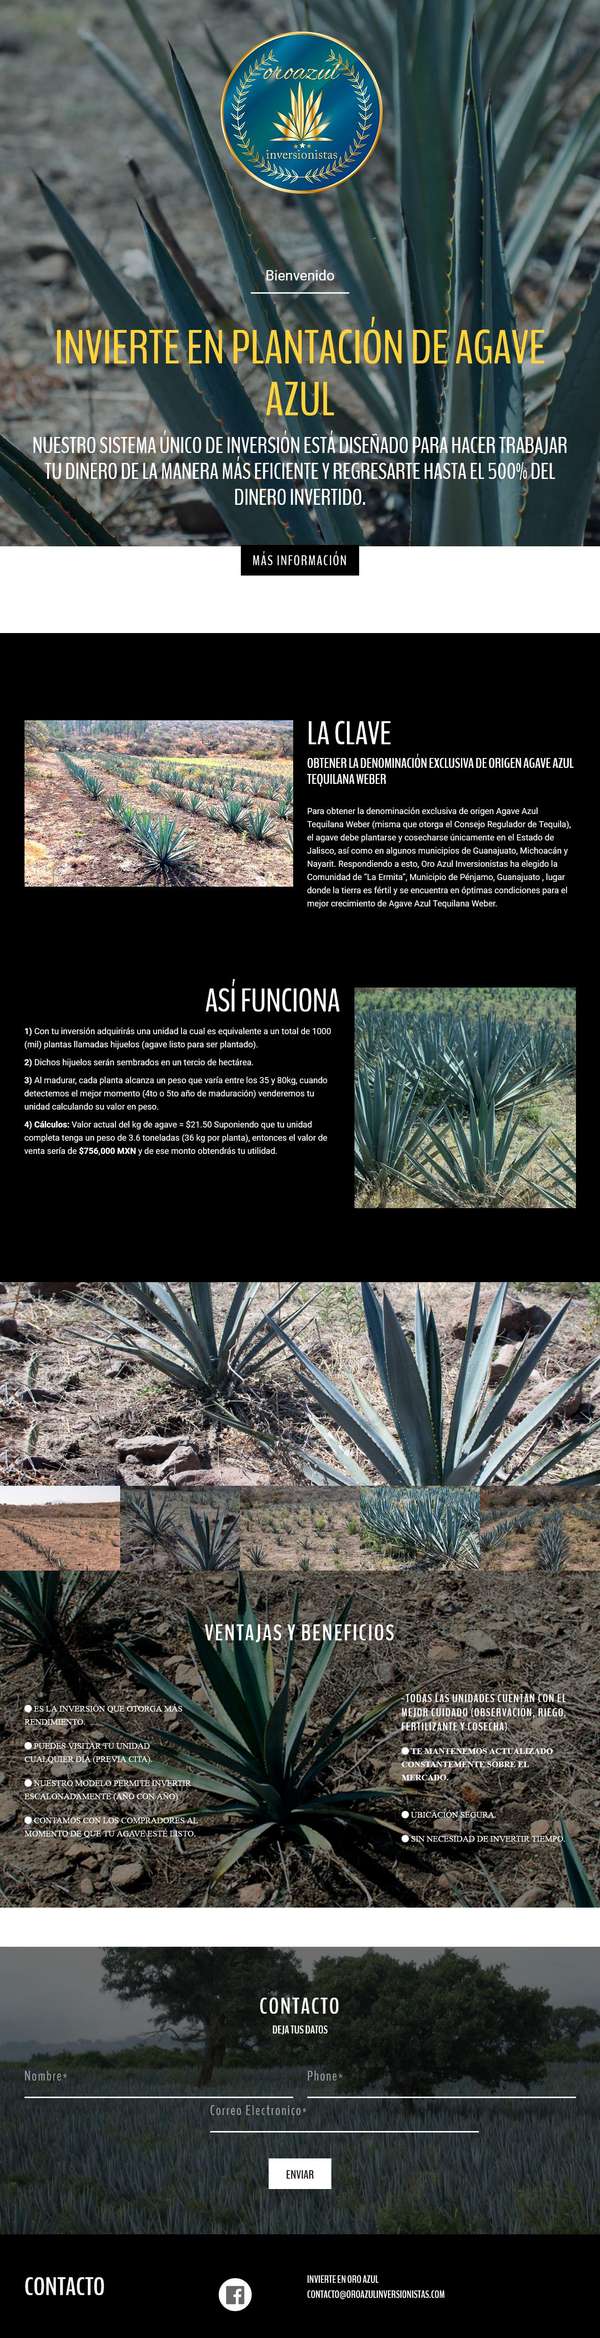 oroazul
inversionistas
Bienvenido
INVIERTE EN PLANTACIÓN DE AGAVE
AZUL
NUESTRO SISTEMA ÚNICO DE INVERSIÓN ESTÁ DISEÑADO PARA HACER TRABAJAR
TU DINERO DE LA MANERA MÁS EFICIENTE Y REGRESARTE HASTA EL 500% DEL
DINERO INVERTIDO.
MÁS INFORMACIÓN
LA CLAVE
OBTENER LA DENOMINACIÓN EXCLUSIVA DE ORIGEN AGAVE AZUL
TEQUILANA WEBER
Para obtener la denominación exclusiva de origen Agave Azul
Tequilana Weber (misma que otorga el Consejo Regulador de Tequila),
el agave debe plantarse y cosecharse únicamente en el Estado de
Jalisco, así como en algunos municipios de Guanajuato, Michoacán y
Nayarit. Respondiendo a esto, Oro Azul Inversionistas ha elegido la
Comunidad de "La Ermita", Municipio de Pénjamo, Guanajuato , lugar
donde la tierra es fértil y se encuentra en óptimas condiciones para el
mejor crecimiento de Agave Azul Tequilana Weber.
ASÍ FUNCIONA
1) Con tu inversión adquirirás una unidad la cual es equivalente a un total de 1000
(mil) plantas llamadas hijuelos (agave listo para ser plantado).
2) Dichos hijuelos serán sembrados en un tercio de hectárea.
3) Al madurar, cada planta alcanza un peso que varía entre los 35 y 80kg, cuando
detectemos el mejor momento (4to o 5to año de maduración) venderemos tu
unidad calculando su valor en peso.
4) Cálculos: Valor actual del kg de agave = $21.50 Suponiendo que tu unidad
completa tenga un peso de 3.6 toneladas (36 kg por planta), entonces el valor de
venta sería de $756,000 MXN y de ese monto obtendrás tu utilidad.
VENTAJAS Y BENEFICIOS
● ES LA INVERSIÓN QUE OTORGA MÁS
RENDIMIENTO.
● PUEDES VISITAR TU UNIDAD
CUALQUIER DÍA (PREVIA CITA).
● NUESTRO MODELO PERMITE INVERTIR
ESCALONADAMENTE (AÑO CON AÑO)
● CONTAMOS CON LOS COMPRADORES AL
MOMENTO DE QUE TU AGAVE ESTÉ LISTO.
-TODAS LAS UNIDADES CUENTAN CON EL
MEJOR CUIDADO (OBSERVACIÓN, RIEGO,
FERTILIZANTE Y COSECHA).
● TE MANTENEMOS ACTUALIZADO
CONSTANTEMENTE SOBRE EL
MERCADO.
● UBICACIÓN SEGURA.
● SIN NECESIDAD DE INVERTIR TIEMPO.
CONTACTO
DEJA TUS DATOS
Nombre*
Phone*
Correo Electronico*
ENVIAR
CONTACTO
INVIERTE EN ORO AZUL
CONTACTO@OROAZULINVERSIONISTAS.COM